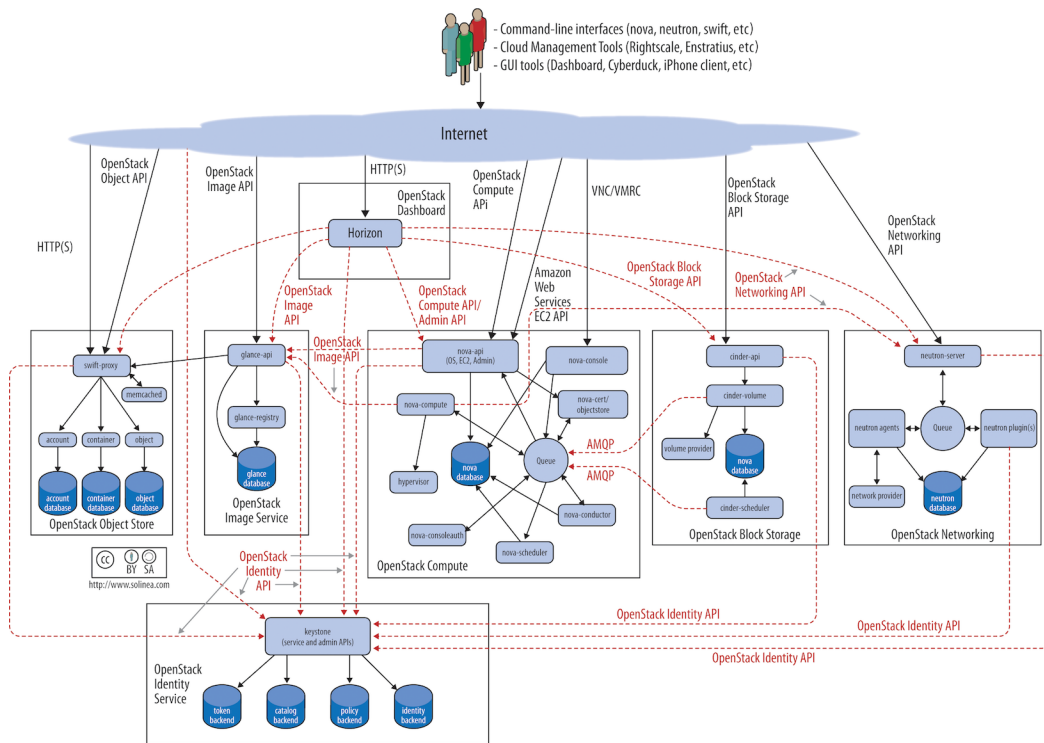 - Command-line interfaces (nova, neutron, swift, etc)
- Cloud Management Tools (Rightscale, Enstratius, etc)
- GUI tools (Dashboard, Cyberduck, iPhone client, etc)
Internet
OpenStack
Object API
OpenStack
Image API
HTTP(S)
OpenStack
Compute
APi
VNC/VMRC
OpenStack
Block Storage
API
OpenStack
Networking
API
HTTP(S)
OpenStack
Dashboard
Horizon
OpenStack
Image
API
OpenStack
Compute API/
Admin API
Amazon
Web
Services
EC2 API
OpenStack Block
Storage API
OpenStack
Networking API
OpenStack
Image API
swift-proxy
memcached
account
container
object
account
database
container
database
object
database
OpenStack Object Store
glance-api
glance-registry
glance
database
OpenStack
Image Service
nova-api
(OS, EC2, Admin)
nova-console
nova-compute
nova-cert/
objectstore
hypervisor
nova
database
Queue
nova-consoleauth
nova-conductor
nova-scheduler
OpenStack Compute
AMQP
AMQP
cinder-api
cinder-volume
volume provider
nova
database
cinder-scheduler
OpenStack Block Storage
neutron-server
neutron agents
Queue
neutron plugin(s)
network provider
neutron
database
OpenStack Networking
cc
BY SA
http://www.solinea.com
OpenStack
Identity
API
OpenStack Identity API
OpenStack Identity API
OpenStack Identity API
keystone
(service and admin APIs)
OpenStack
Identity
Service
token
backend
catalog
backend
policy
backend
identity
backend